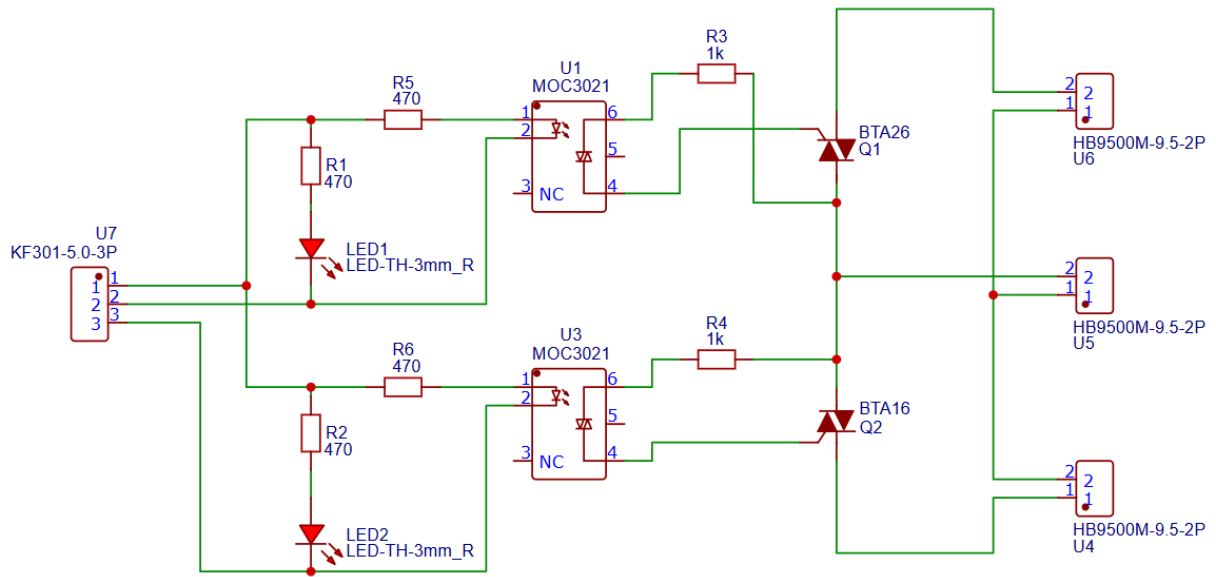 R3
1k
U1
MOC3021
R5
470
1
2
3
NC
6
5
4
2
1
2
1
HB9500M-9.5-2P
U6
BTA26
Q1
R1
470
U7
KF301-5.0-3P
LED1
LED-TH-3mm_R
1
2
3
1
2
3
2
1
2
1
HB9500M-9.5-2P
U5
R4
1k
U3
MOC3021
R6
470
1
2
3
NC
6
5
4
BTA16
Q2
R2
470
2
1
2
1
HB9500M-9.5-2P
U4
LED2
LED-TH-3mm_R